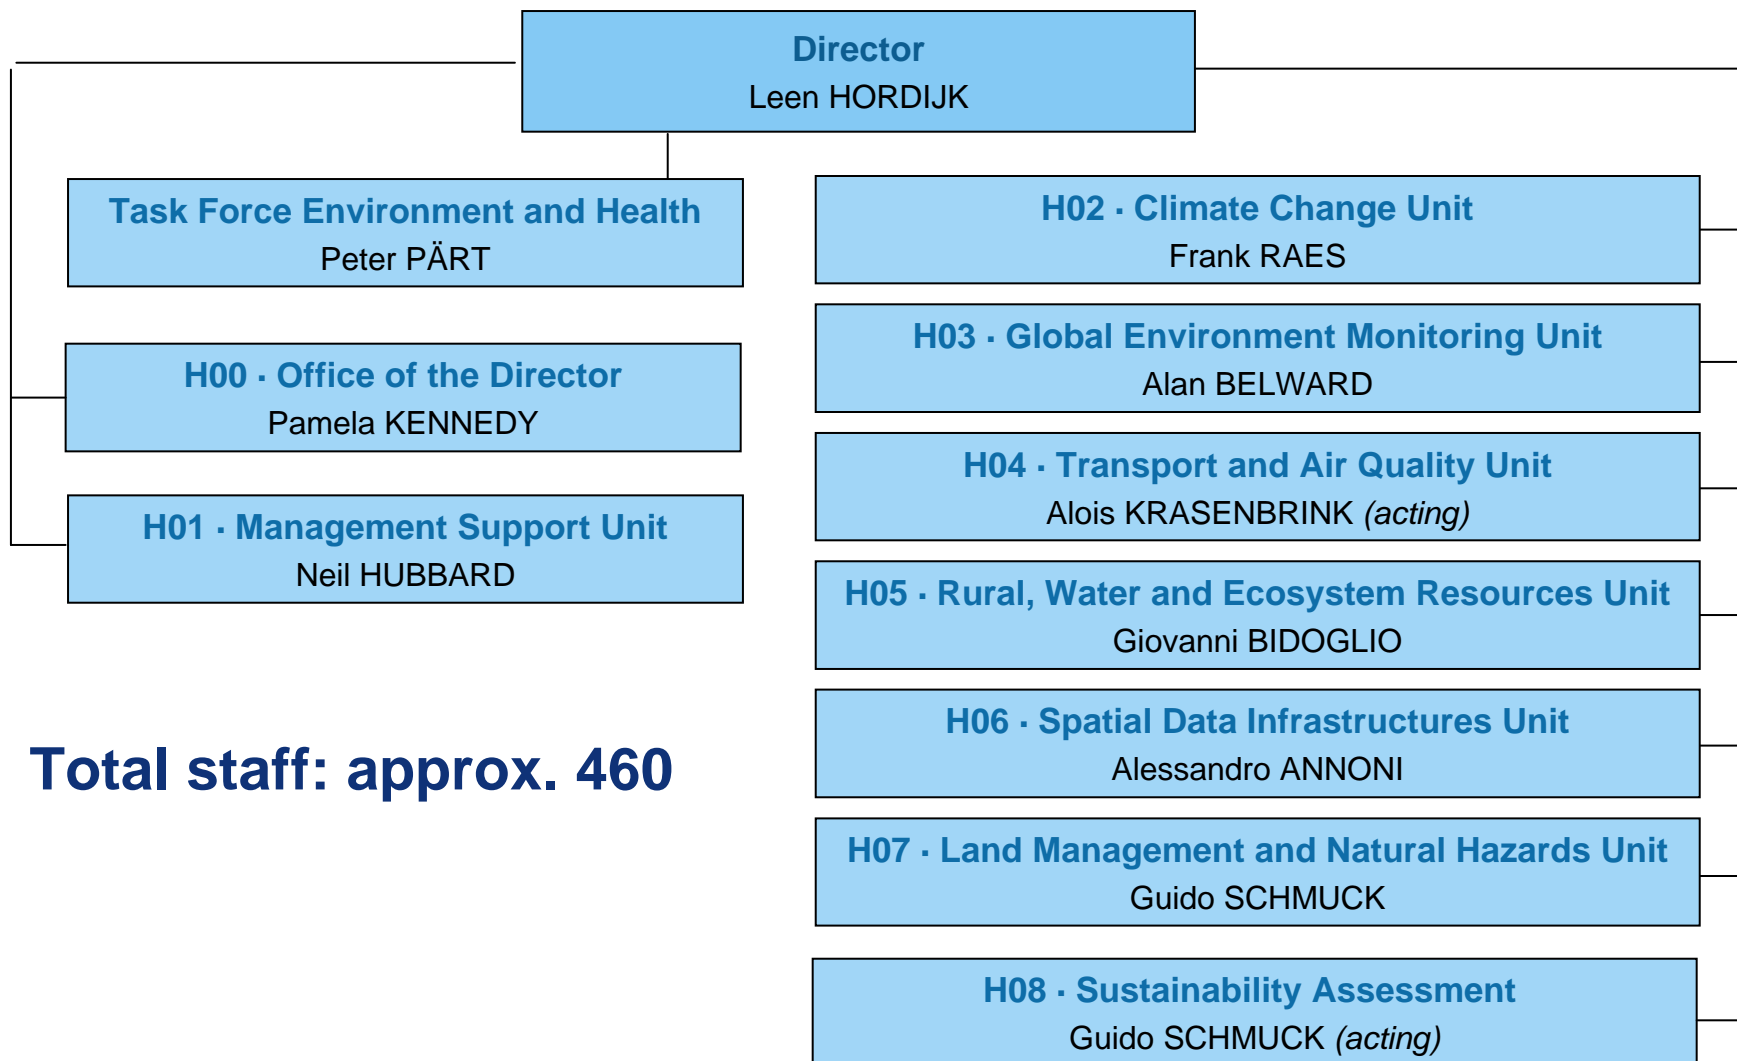 Director
Leen HORDIJK
Task Force Environment and Health
Peter PÄRT
H00 · Office of the Director
Pamela KENNEDY
H01 · Management Support Unit
Neil HUBBARD
Total staff: approx. 460
H02 · Climate Change Unit
Frank RAES
H03 · Global Environment Monitoring Unit
Alan BELWARD
H04 · Transport and Air Quality Unit
Alois KRASENBRINK (acting)
H05 · Rural, Water and Ecosystem Resources Unit
Giovanni BIDOGLIO
H06 · Spatial Data Infrastructures Unit
Alessandro ANNONI
H07 · Land Management and Natural Hazards Unit
Guido SCHMUCK
H08 · Sustainability Assessment
Guido SCHMUCK (acting)